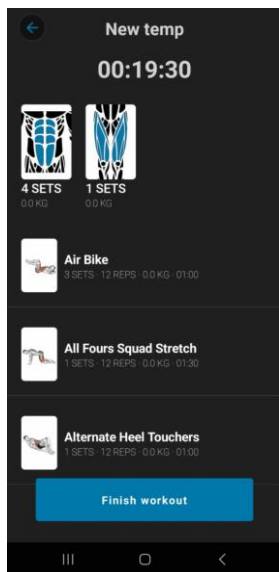 New temp
00:19:30
4 SETS 1 SETS
0.0 KG 0.0 KG
Air Bike
3 SETS · 12 REPS · 0.0 KG · 01:00
All Fours Squad Stretch
1 SETS · 12 REPS · 0.0 KG · 01:30
Alternate Heel Touchers
1 SETS · 12 REPS · 0.0 KG · 01:00
Finish workout